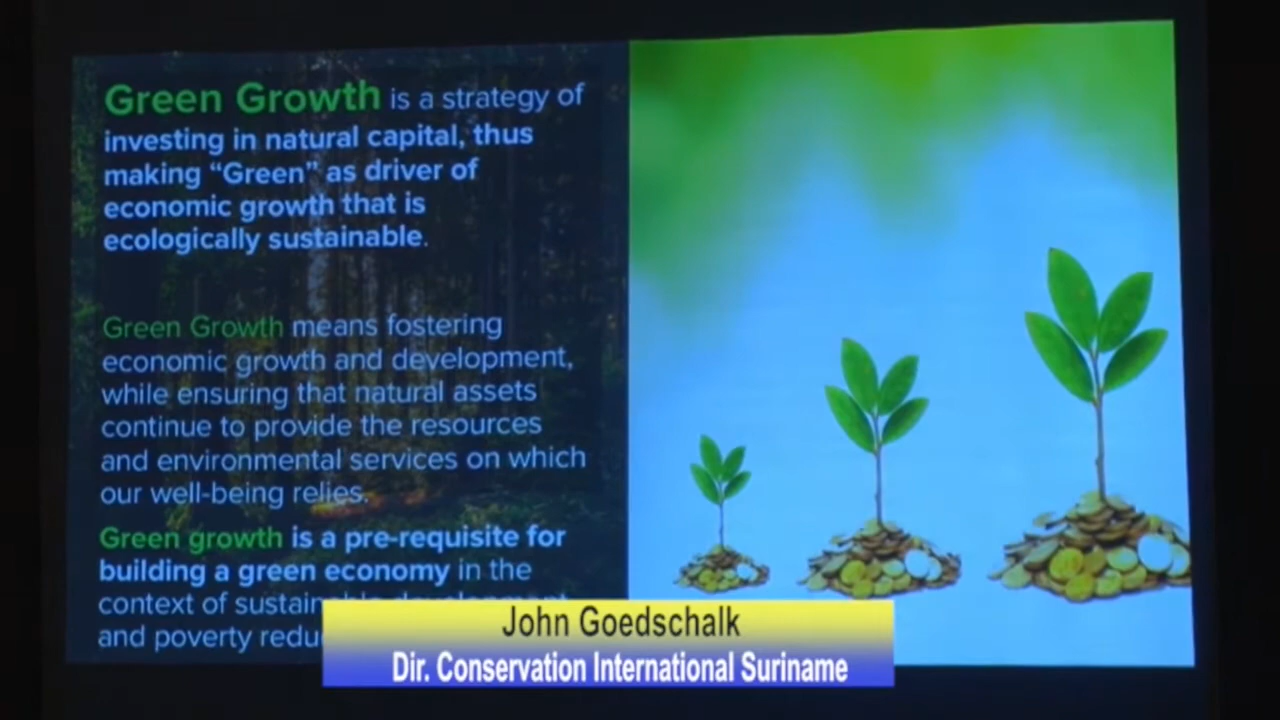 Green Growth is a strategy of
investing in natural capital, thus
making “Green” as driver of
economic growth that is
ecologically sustainable.
Green Growth means fostering
economic growth and development,
while ensuring that natural assets
continue to provide the resources
and environmental services on which
our well-being relies.
Green growth is a pre-requisite for
building a green economy in the
context of
and poverty
John Goedschalk
Dir. Conservation International Suriname